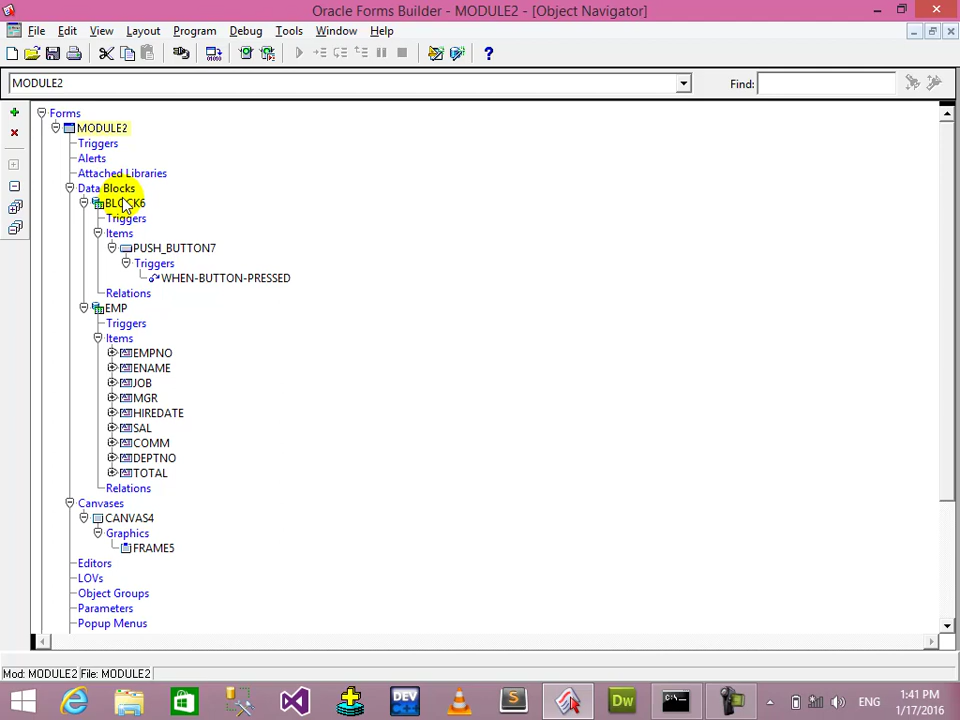 Oracle Forms Builder - MODULE2 - [Object Navigator]
File Edit View Layout Program Debug Tools Window Help
MODULE2 Find:
Forms
MODULE2
Triggers
Alerts
Attached Libraries
Data Blocks
BLOCK6
Triggers
Items
PUSH_BUTTON7
Triggers
WHEN-BUTTON-PRESSED
Relations
EMP
Triggers
Items
EMPNO
ENAME
JOB
MGR
HIREDATE
SAL
COMM
DEPTNO
TOTAL
Relations
Canvases
CANVAS4
Graphics
FRAME5
Editors
LOVs
Object Groups
Parameters
Popup Menus
Mod: MODULE2 File: MODULE2
DEV
S
Dw
ENG
1:41 PM
1/17/2016